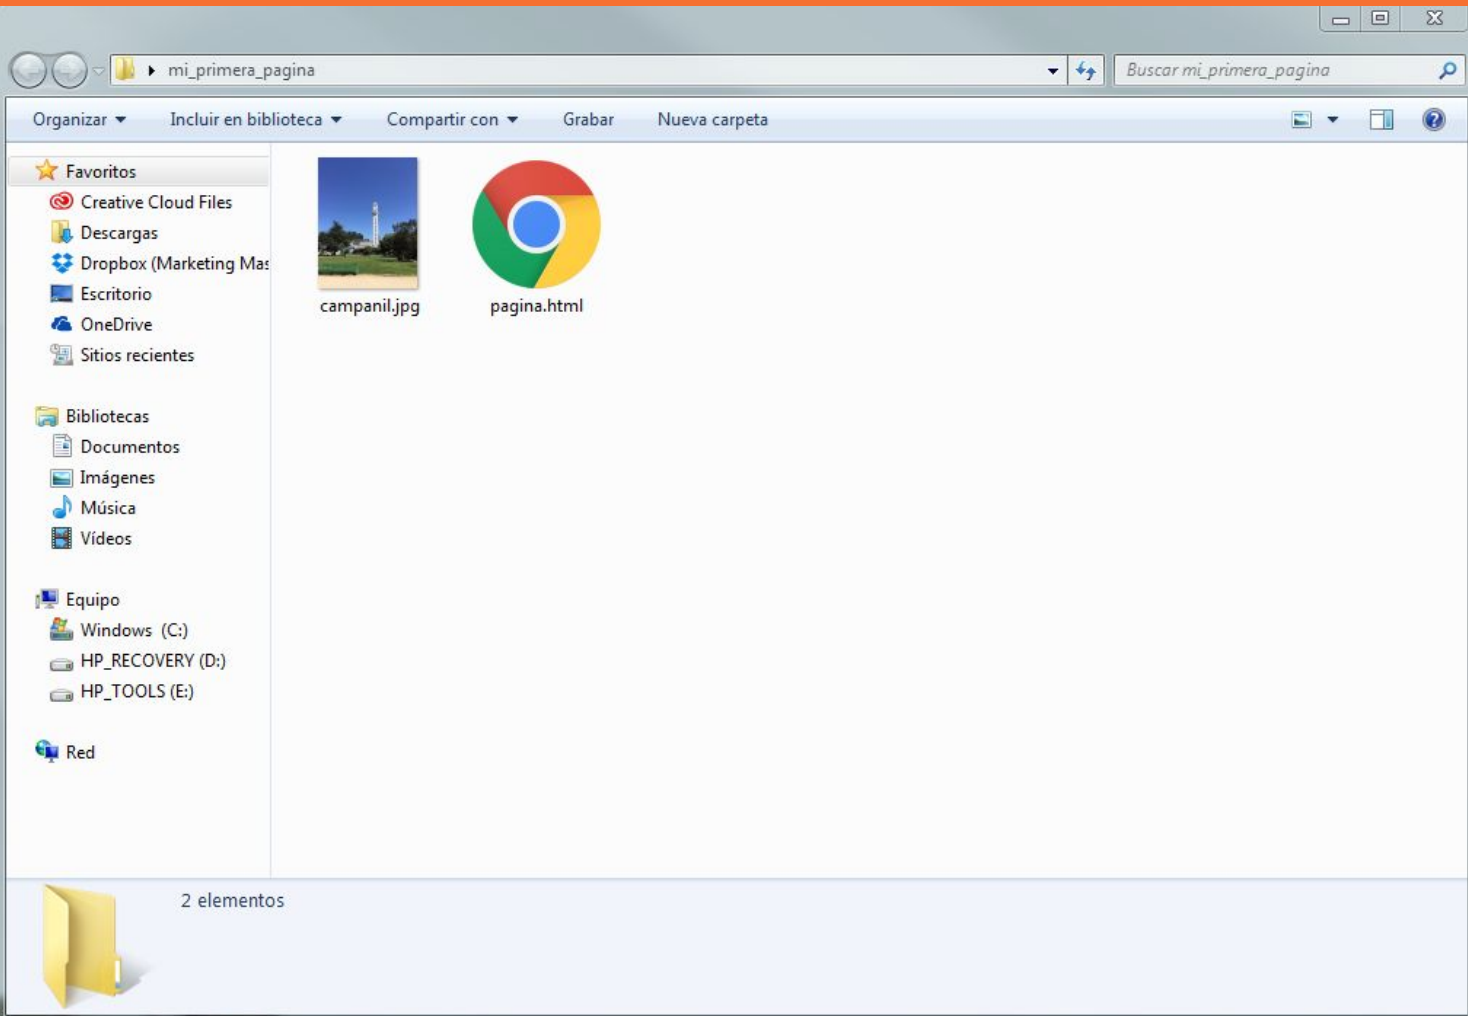 mi_primera_pagina
Buscar mi_primera_pagina
Organizar
Incluir en biblioteca
Compartir con
Grabar
Nueva carpeta
Favoritos
Creative Cloud Files
Descargas
Dropbox (Marketing Mas
Escritorio
OneDrive
Sitios recientes
Bibliotecas
Documentos
Imágenes
Música
Vídeos
Equipo
Windows (C:)
HP_RECOVERY (D:)
HP_TOOLS (E:)
Red
campanil.jpg
pagina.html
2 elementos